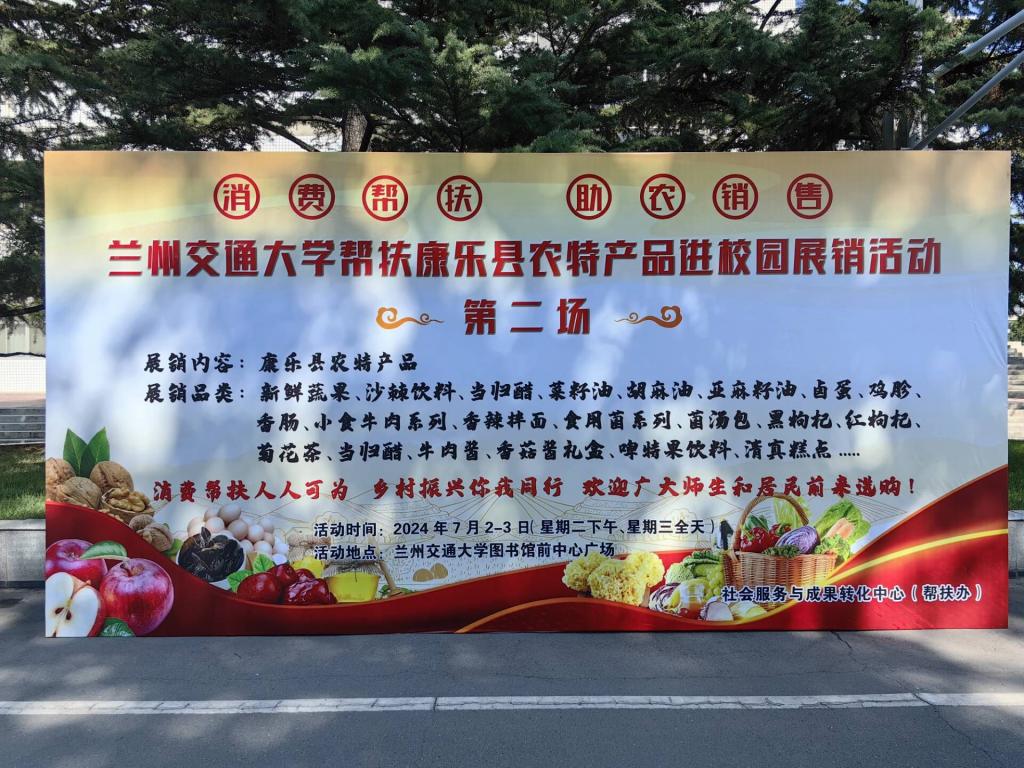 消费帮扶 助农销售
兰州交通大学帮扶康乐县农特产品进校园展销活动
第二场
展销内容：康乐县农特产品
展销品类：新鲜蔬果、沙棘饮料、当归醋、菜籽油、胡麻油、亚麻籽油、卤蛋、鸡胗、
香肠、小食牛肉系列、香辣拌面、食用菌系列、菌汤包、黑枸杞、红枸杞、
菊花茶、当归醋、牛肉酱、香菇酱礼盒、啤特果饮料、清真糕点.....
消费帮扶人人可为 乡村振兴你我同行 欢迎广大师生和居民前来选购！
活动时间：2024年7月2-3日（星期二下午、星期三全天）
活动地点：兰州交通大学图书馆前中心广场
社会服务与成果转化中心（帮扶办）